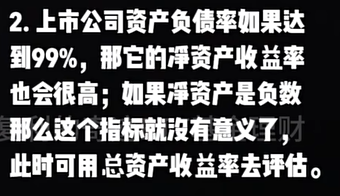 2. 上市公司资产负债率如果达
到99%，那它的净资产收益率
也会很高；如果净资产是负数
那么这个指标就没有意义了，
此时可用总资产收益率去评估。